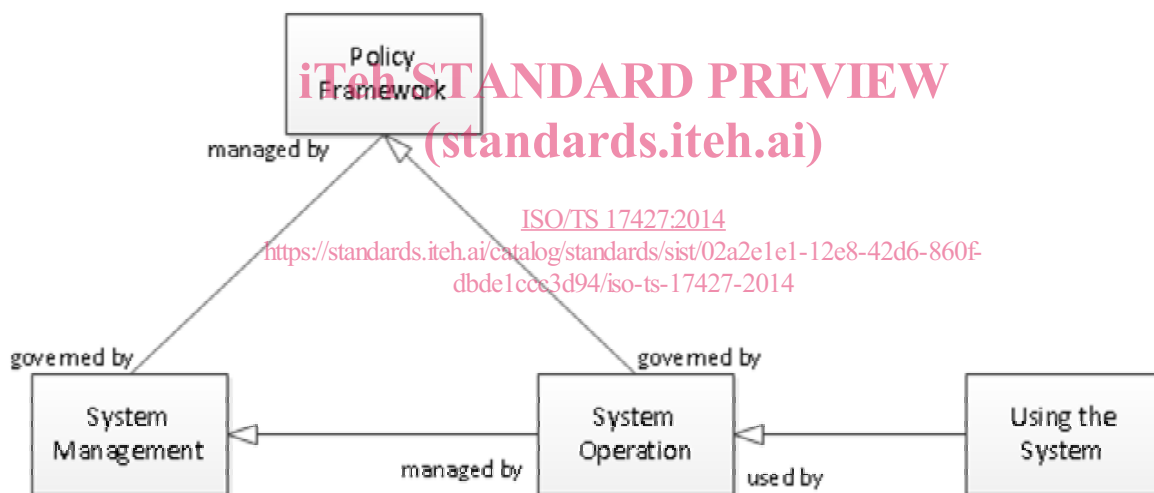 Policy
Framework
iTeh STANDARD PREVIEW
(standards.iteh.ai)
managed by
ISO/TS 17427:2014
https://standards.iteh.ai/catalog/standards/sist/02a2e1e1-12e8-42d6-860f-
dbde1ccc3d94/iso-ts-17427-2014
governed by
governed by
System
Management
System
Operation
Using the
System
managed by
used by